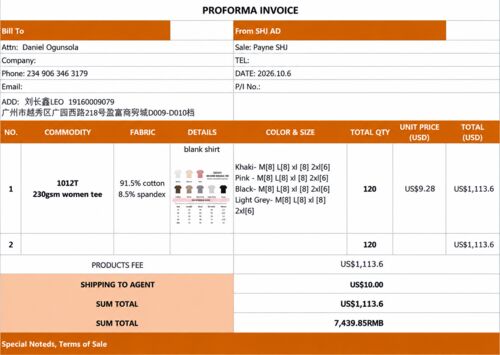 PROFORMA INVOICE
Bill To
From SHJ AD
Attn: Daniel Ogunsola
Sale: Payne SHJ
Company:
TEL:
Phone: 234 906 346 3179
DATE: 2026.10.6
Email:
P/I No.:
ADD: 刘长鑫LEO 19160009079
广州市越秀区广园西路218号盈富商穷城D009-D010档
NO. COMMODITY FABRIC DETAILS COLOR & SIZE TOTAL QTY UNIT PRICE (USD) TOTAL (USD)
blank shirt
1
1012T
230gsm women tee
91.5% cotton
8.5% spandex
Khaki- M[8] L[8] xl [8] 2xl[6]
Pink - M[8] L[8] xl [8] 2xl[6]
Black- M[8] L[8] xl [8] 2xl[6]
Light Grey- M[8] L[8] xl [8]
2xl[6]
120
US$9.28
US$1,113.6
2
120
US$1,113.6
PRODUCTS FEE
US$1,113.6
SHIPPING TO AGENT
US$10.00
SUM TOTAL
US$1,113.6
SUM TOTAL
7,439.85RMB
Special Noteds, Terms of Sale